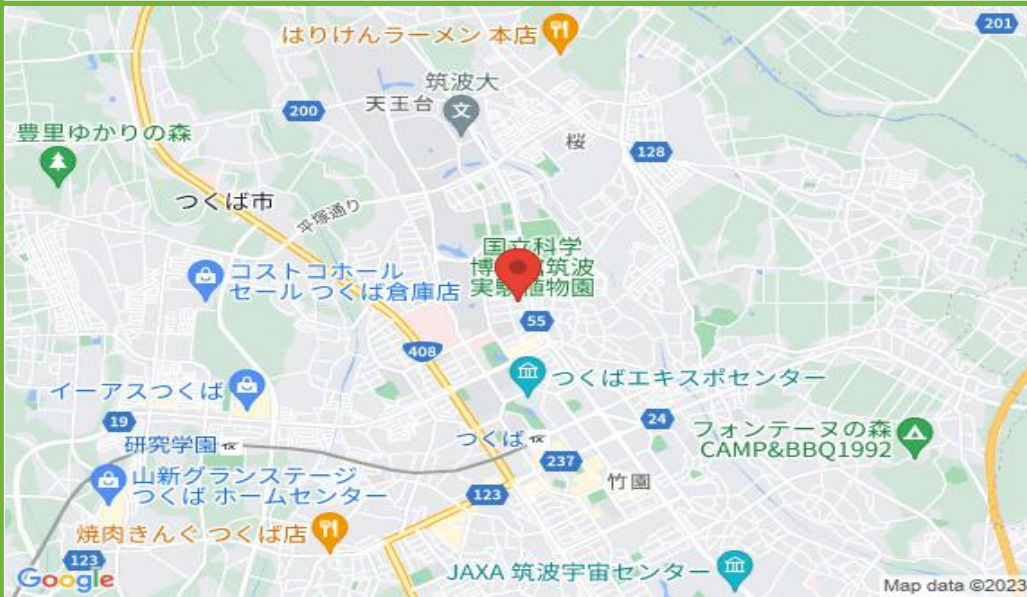 201
はりけんラーメン 本店
筑波大
天王台
200
豊里ゆかりの森
桜
128
つくば市
平塚通り
国立科学
博
筑波
実験植物園
コストコホール
セール つくば倉庫店
55
408
つくばエキスポセンター
イーアスつくば
19
24
研究学園
つくば
フォンテーヌの森
CAMP&BBQ1992
237
山新グランステージ
つくば ホームセンター
123
竹園
焼肉きんぐ つくば店
123
JAXA 筑波宇宙センター
Google
Map data ©2023